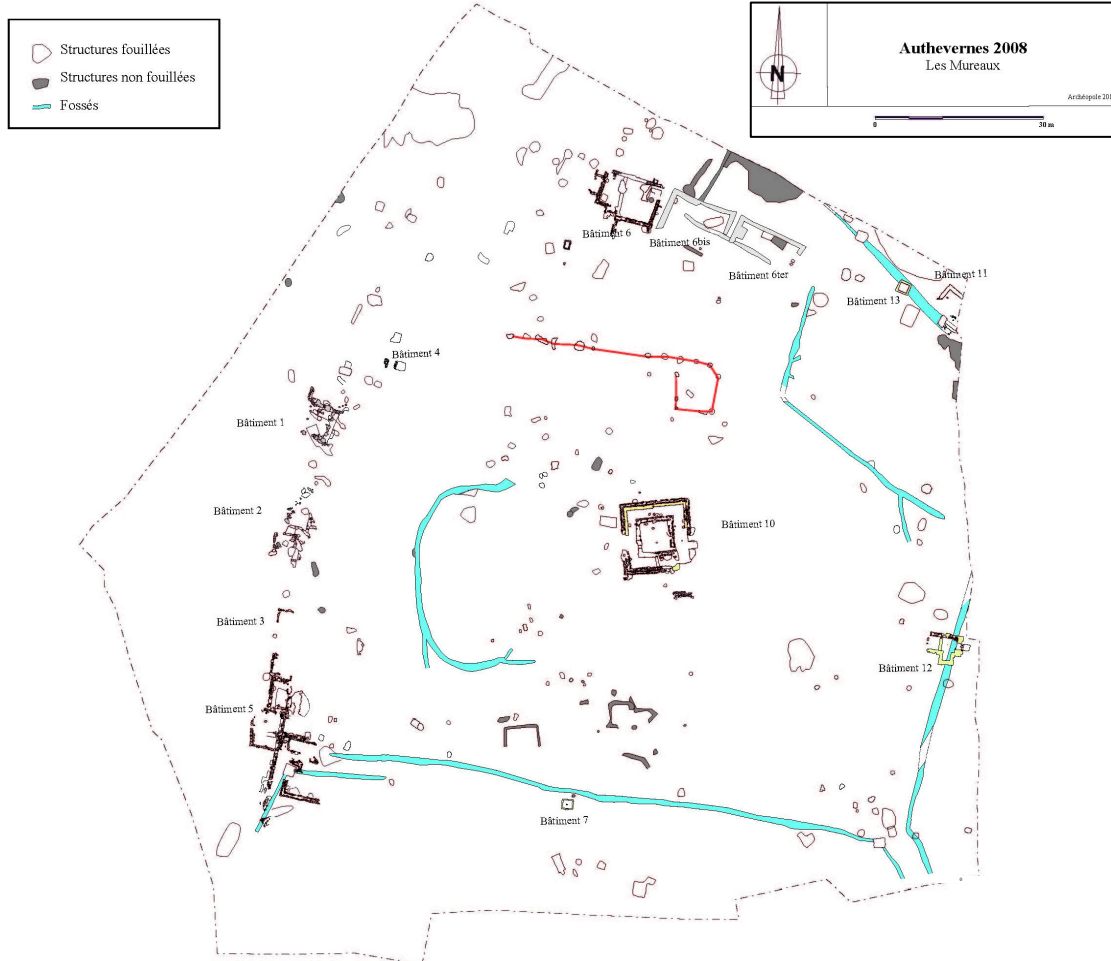 Structures fouillées
Structures non fouillées
Fossés
N
Authevernes 2008
Les Mureaux
Archéopole
0 30 m
Bâtiment 6
Bâtiment 6bis
Bâtiment 6ter
Bâtiment 11
Bâtiment 13
Bâtiment 4
Bâtiment 1
Bâtiment 2
Bâtiment 10
Bâtiment 3
Bâtiment 12
Bâtiment 5
Bâtiment 7